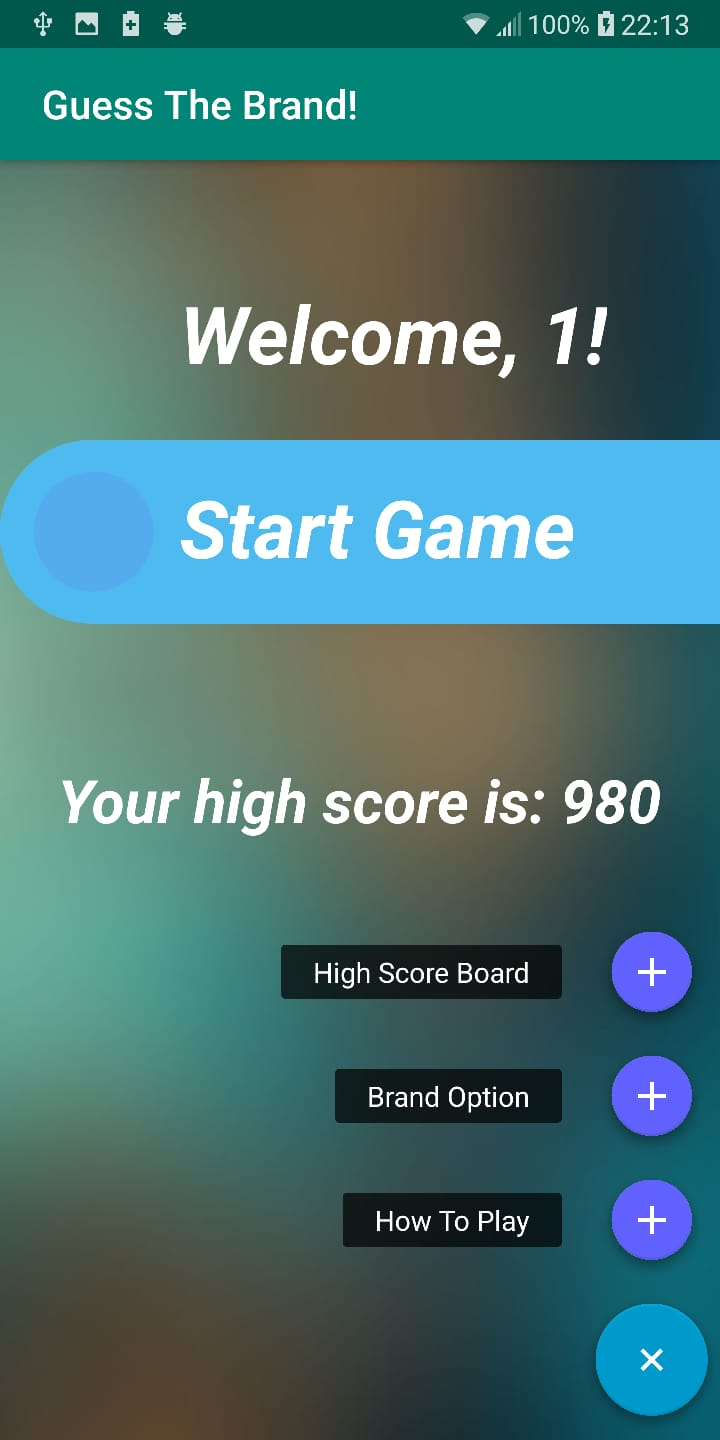 100% 22:13
Guess The Brand!
Welcome, 1!
Start Game
Your high score is: 980
High Score Board
Brand Option
How To Play